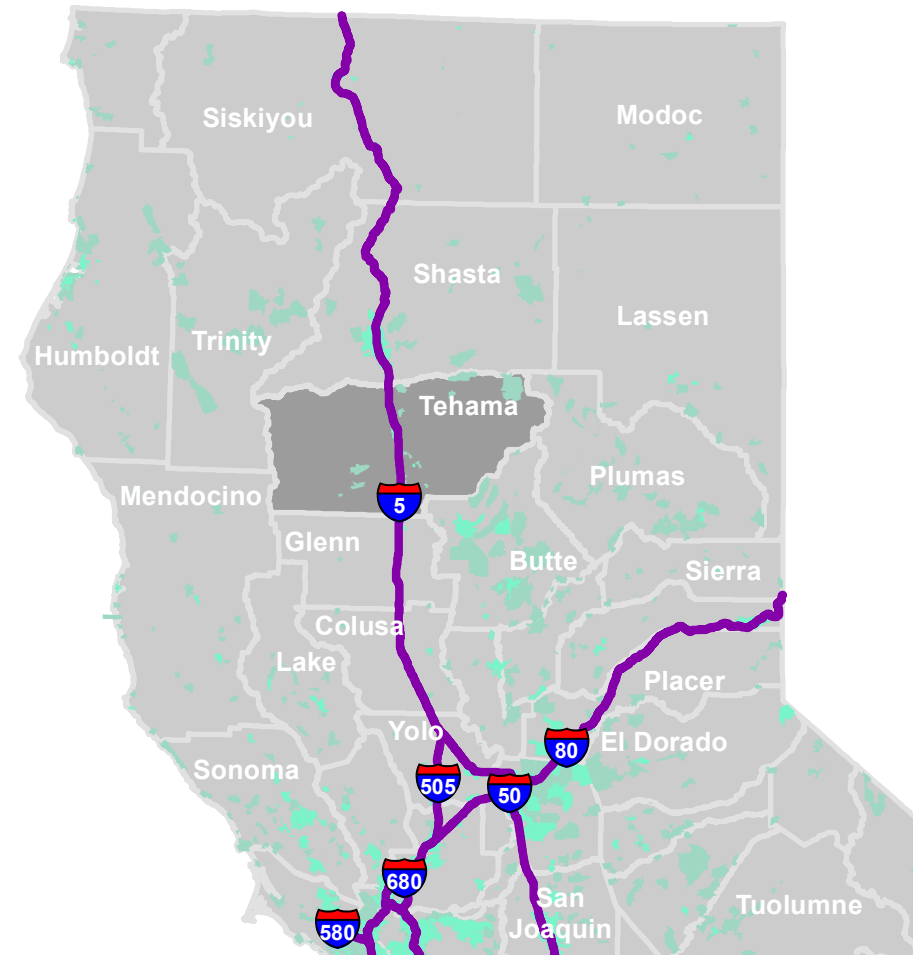 Siskiyou
Modoc
Shasta
Lassen
Trinity
Humboldt
Tehama
Plumas
Mendocino
5
Glenn
Butte
Sierra
Colusa
Lake
Placer
Yolo
El Dorado
80
Sonoma
505
50
680
San
Joaquin
Tuolumne
580